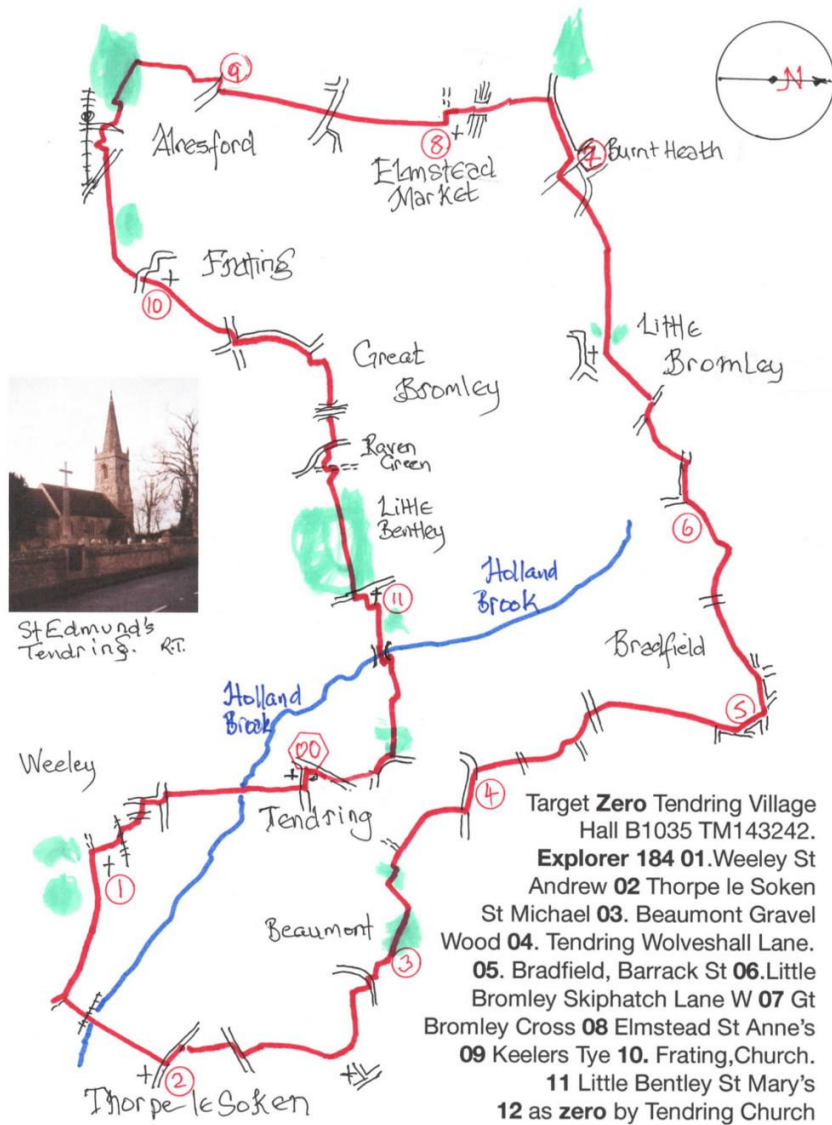 N
9
Alresford
8
Elmstead
Market
7
Burnt Heath
Frating
10
Little
Bromley
Great
Bromley
Raven
Green
Little
Bentley
6
11
Holland
Brook
St Edmund's
Tendring. R.T.
Bradfield
Holland
Brook
5
00
Weeley
4
Tendring
1
Beaumont
3
2
Thorpe le Soken
Target Zero Tendring Village
Hall B1035 TM143242.
Explorer 184 01.Weeley St
Andrew 02 Thorpe le Soken
St Michael 03. Beaumont Gravel
Wood 04. Tendring Wolveshall Lane.
05. Bradfield, Barrack St 06.Little
Bromley Skiphatch Lane W 07 Gt
Bromley Cross 08 Elmstead St Anne's
09 Keelers Tye 10. Frating,Church.
11 Little Bentley St Mary's
12 as zero by Tendring Church